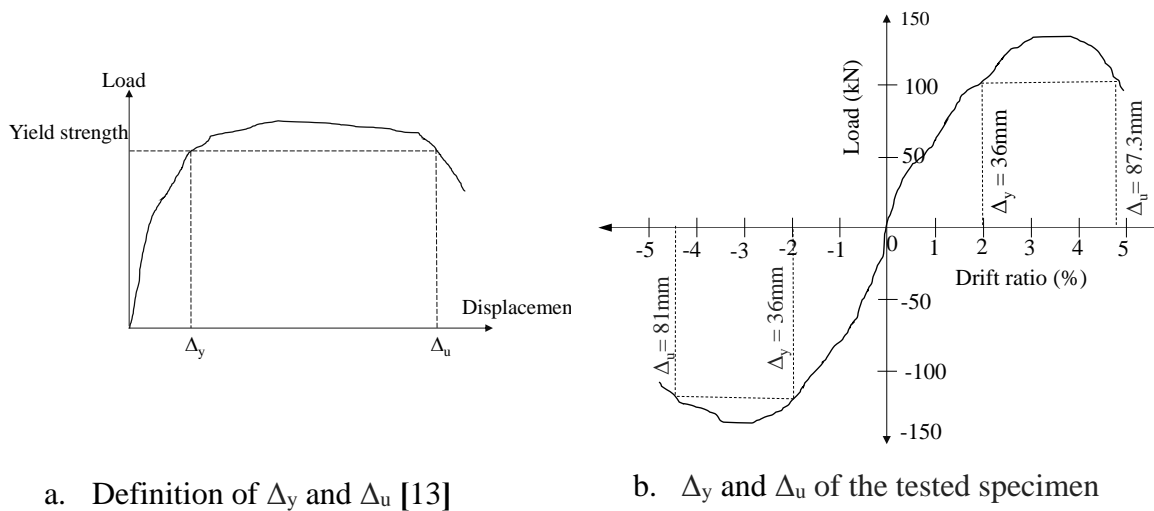 Load
Yield strength
Displacemen
Δy
Δu
a. Definition of Δy and Δu [13]
150
100
50
0
-50
-100
-150
Load (kN)
-5 -4 -3 -2 -1 0 1 2 3 4 5
Drift ratio (%)
Δy = 36mm
Δu= 87.3mm
Δu= 81mm
Δy = 36mm
b. Δy and Δu of the tested specimen